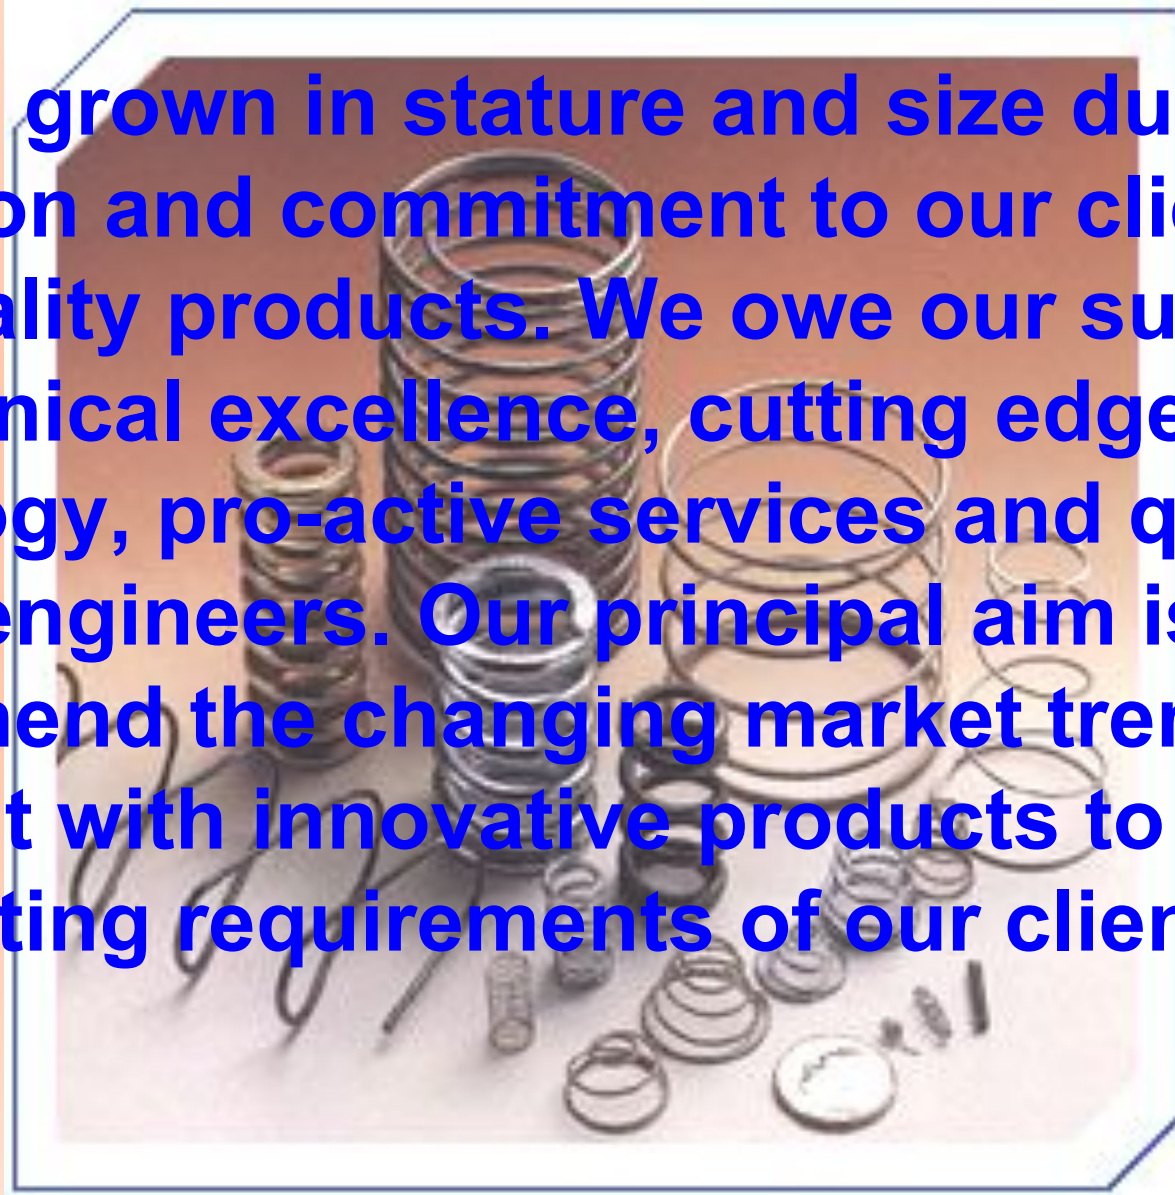 grown in stature and size du
on and commitment to our clie
ality products. We owe our su
nical excellence, cutting edge
ogy, pro-active services and q
engineers. Our principal aim is
nend the changing market tren
t with innovative products to
ting requirements of our clien